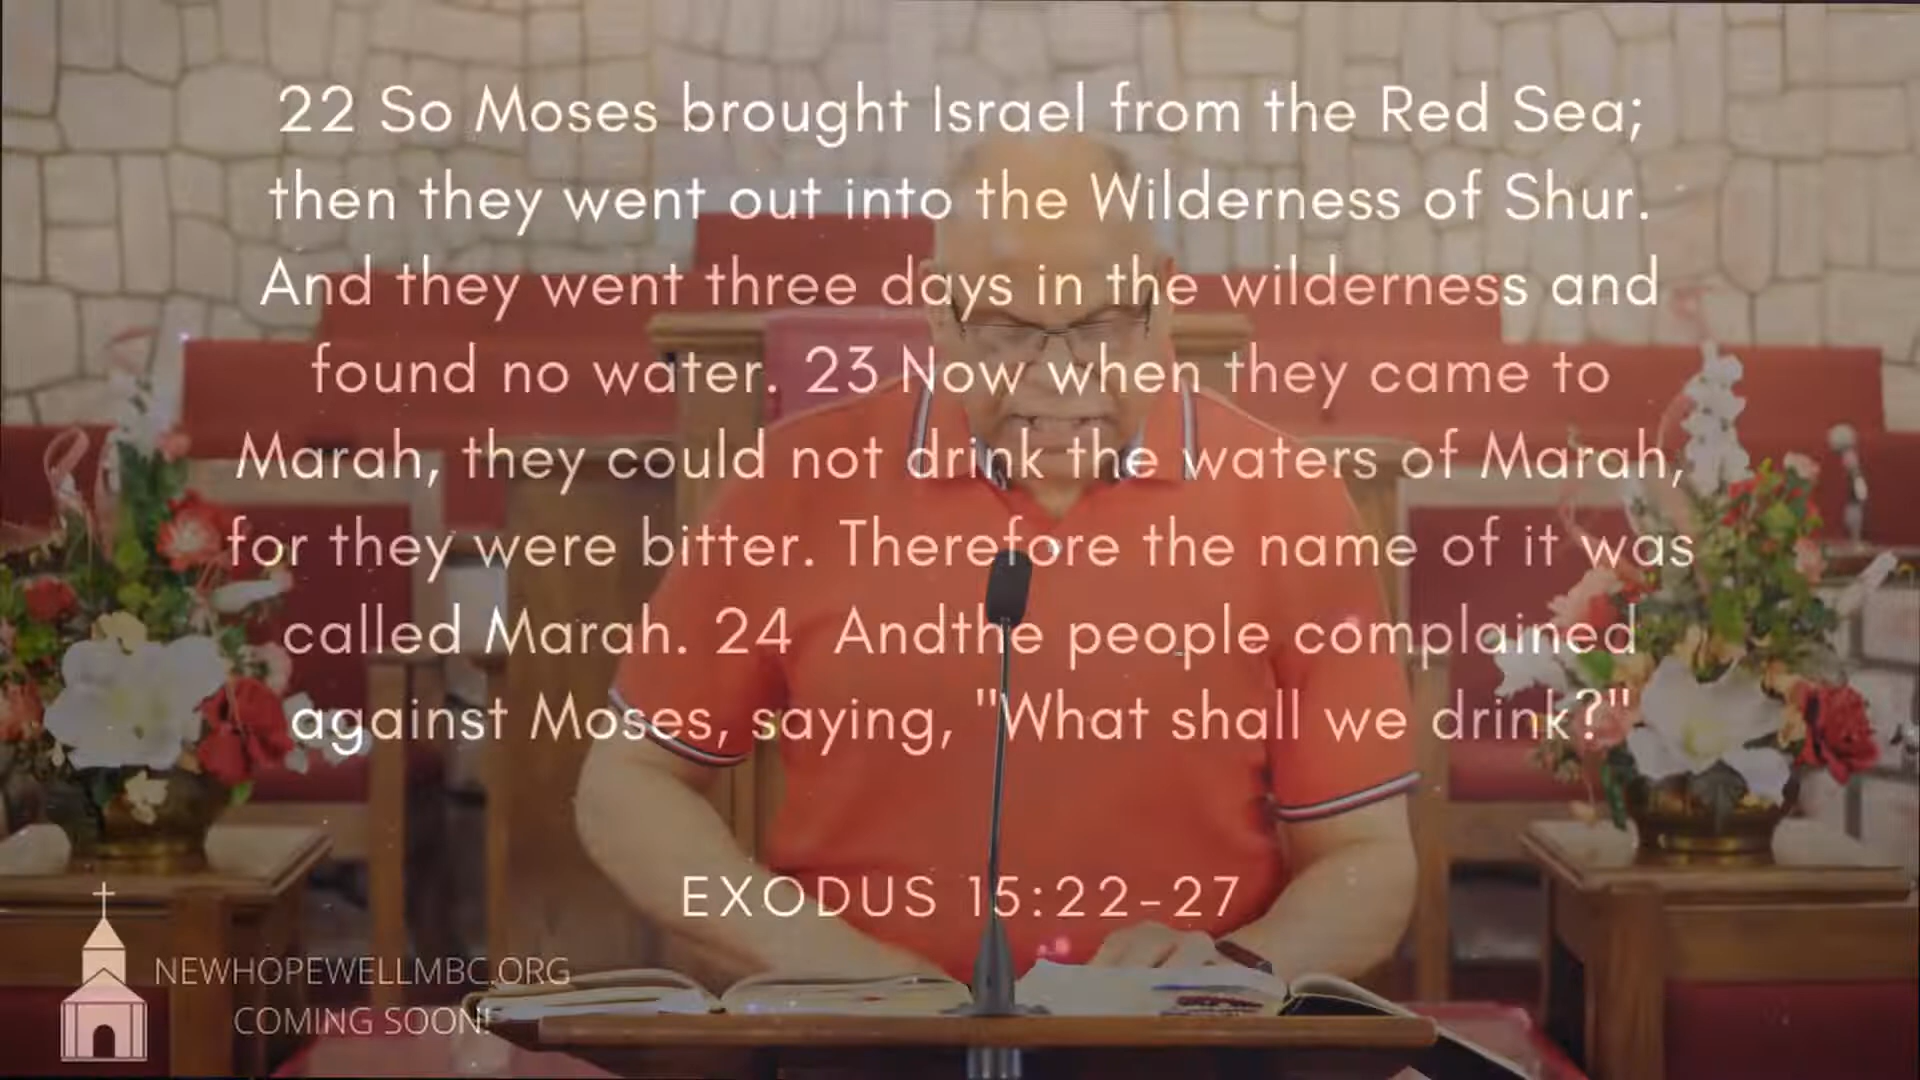 22 So Moses brought Israel from the Red Sea;
then they went out into the Wilderness of Shur.
And they went three days in the wilderness and
found no water. 23 Now when they came to
Marah, they could not drink the waters of Marah,
for they were bitter. Therefore the name of it was
called Marah. 24 Andthe people complained
against Moses, saying, "What shall we drink?"
EXODUS 15:22-27
NEWHOPEWELLMBC.ORG
COMING SOON!